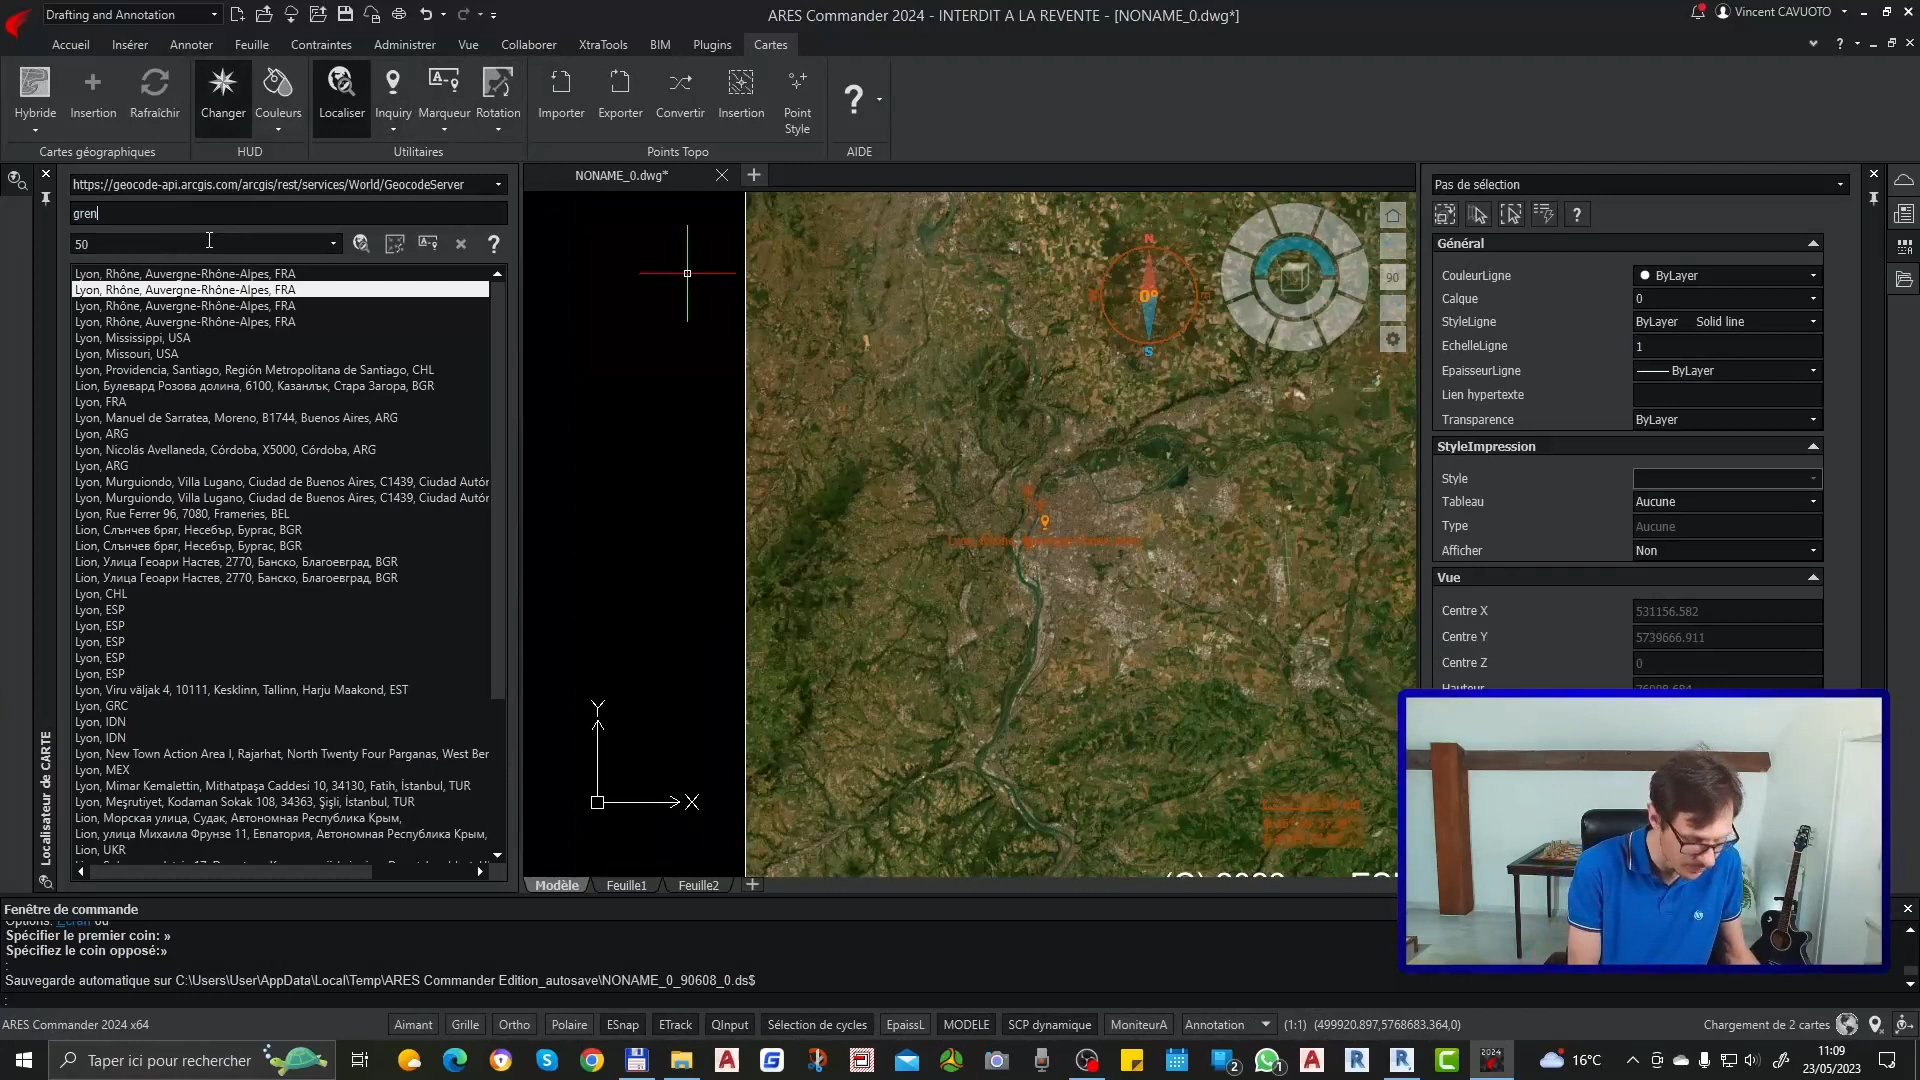 Drafting and Annotation
ARES Commander 2024 - INTERDIT A LA REVENTE - [NONAME_0.dwg*]
Vincent CAVUOTO
Accueil Insérer Annoter Feuille Contraintes Administrer Vue Collaborer XtraTools BIM Plugins Cartes
Hybride Insertion Rafraîchir Changer Couleurs Localiser Inquiry Marqueur Rotation Importer Exporter Convertir Insertion Point Style
Cartes géographiques HUD Utilitaires Points Topo AIDE
NONAME_0.dwg*
https://geocode-api.arcgis.com/arcgis/rest/services/World/GeocodeServer
gren
50
Lyon, Rhône, Auvergne-Rhône-Alpes, FRA
Lyon, Rhône, Auvergne-Rhône-Alpes, FRA
Lyon, Rhône, Auvergne-Rhône-Alpes, FRA
Lyon, Rhône, Auvergne-Rhône-Alpes, FRA
Lyon, Mississippi, USA
Lyon, Missouri, USA
Lyon, Providencia, Santiago, Región Metropolitana de Santiago, CHL
Lion, Булевард Розова долина, 6100, Казанлък, Стара Загора, BGR
Lyon, FRA
Lyon, Manuel de Sarratea, Moreno, B1744, Buenos Aires, ARG
Lyon, ARG
Lyon, Nicolás Avellaneda, Córdoba, X5000, Córdoba, ARG
Lyon, ARG
Lyon, Murguiondo, Villa Lugano, Ciudad de Buenos Aires, C1439, Ciudad Autór
Lyon, Murguiondo, Villa Lugano, Ciudad de Buenos Aires, C1439, Ciudad Autór
Lyon, Rue Ferrer 96, 7080, Frameries, BEL
Lion, Слънчев бряг, Несебър, Бургас, BGR
Lion, Слънчев бряг, Несебър, Бургас, BGR
Lion, Улица Геоари Настев, 2770, Банско, Благоевград, BGR
Lion, Улица Геоари Настев, 2770, Банско, Благоевград, BGR
Lyon, CHL
Lyon, ESP
Lyon, ESP
Lyon, ESP
Lyon, ESP
Lyon, ESP
Lyon, Viru väljak 4, 10111, Kesklinn, Tallinn, Harju Maakond, EST
Lyon, GRC
Lyon, IDN
Lyon, IDN
Lyon, New Town Action Area I, Rajarhat, North Twenty Four Parganas, West Ber
Lyon, MEX
Lyon, Mimar Kemalettin, Mithatpaşa Caddesi 10, 34130, Fatih, İstanbul, TUR
Lyon, Meşrutiyet, Kodaman Sokak 108, 34363, Şişli, İstanbul, TUR
Lyon, Морская улица, Судак, Автономная Республика Крым,
Lion, улица Михаила Фрунзе 11, Евпатория, Автономная Республика Крым,
Lion, UKR
Localisateur de CARTE
N
0°
S
90
Y
X
Modèle Feuille1 Feuille2
Pas de sélection
Général
CouleurLigne ByLayer
Calque 0
StyleLigne ByLayer Solid line
EchelleLigne 1
EpaisseurLigne ByLayer
Lien hypertexte
Transparence ByLayer
StyleImpression
Style
Tableau Aucune
Type Aucune
Afficher Non
Vue
Centre X 531156.582
Centre Y 5739666.911
Centre Z 0
Fenêtre de commande
Spécifier le premier coin: »
Spécifiez le coin opposé:»
:
Sauvegarde automatique sur C:\Users\User\AppData\Local\Temp\ARES Commander Edition_autosave\NONAME_0_90608_0.ds$
:
ARES Commander 2024 x64 Aimant Grille Ortho Polaire ESnap ETrack QInput Sélection de cycles EpaissL MODELE SCP dynamique MoniteurA Annotation (1:1) (499920.897,5768683.364,0) Chargement de 2 cartes
Taper ici pour rechercher
16°C
11:09
23/05/2023